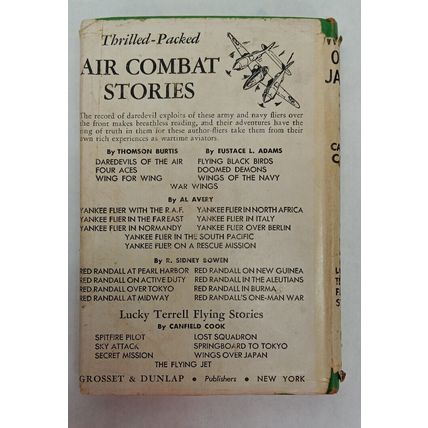 Thrilled-Packed
AIR COMBAT
STORIES
The record of daredevil exploits of these army and navy fliers over
the front makes breathless reading, and their adventures have the
ring of truth in them for these author-fliers take them from their
own rich experiences as wartime aviators.
By THOMSON BURTIS By EUSTACE L. ADAMS
DAREDEVILS OF THE AIR FLYING BLACK BIRDS
FOUR ACES DOOMED DEMONS
WING FOR WING WINGS OF THE NAVY
WAR WINGS
By AL AVERY
YANKEE FLIER WITH THE R.A.F. YANKEE FLIER IN NORTH AFRICA
YANKEE FLIER IN THE FAR EAST YANKEE FLIER IN ITALY
YANKEE FLIER IN NORMANDY YANKEE FLIER OVER BERLIN
YANKEE FLIER IN THE SOUTH PACIFIC
YANKEE FLIER ON A RESCUE MISSION
By R. SIDNEY BOWEN
RED RANDALL AT PEARL HARBOR RED RANDALL ON NEW GUINEA
RED RANDALL ON ACTIVE DUTY RED RANDALL IN THE ALEUTIANS
RED RANDALL OVER TOKYO RED RANDALL IN BURMA
RED RANDALL AT MIDWAY RED RANDALL'S ONE-MAN WAR
Lucky Terrell Flying Stories
By CANFIELD COOK
SPITFIRE PILOT LOST SQUADRON
SKY ATTACK SPRINGBOARD TO TOKYO
SECRET MISSION WINGS OVER JAPAN
THE FLYING JET
GROSSET & DUNLAP • Publishers • NEW YORK